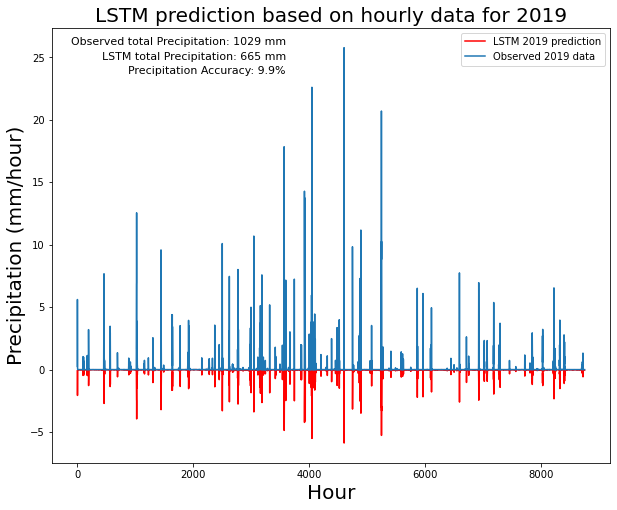 LSTM prediction based on hourly data for 2019
Observed total Precipitation: 1029 mm
LSTM total Precipitation: 665 mm
Precipitation Accuracy: 9.9%
LSTM 2019 prediction
Observed 2019 data
Precipitation (mm/hour)
25
20
15
10
5
0
−5
0 2000 4000 6000 8000
Hour